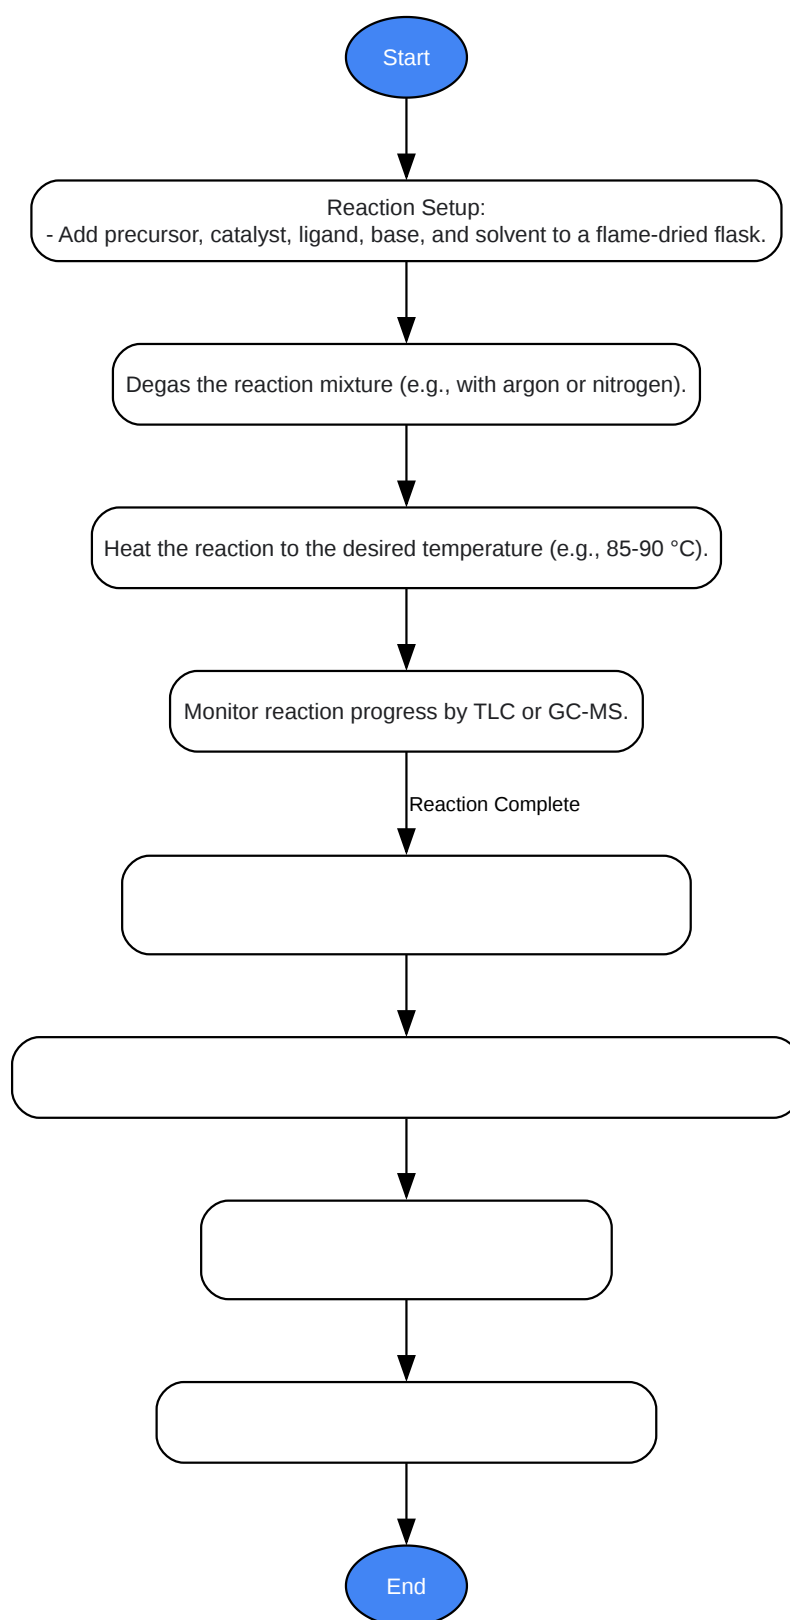 Start
Reaction Setup:
- Add precursor, catalyst, ligand, base, and solvent to a flame-dried flask.
Degas the reaction mixture (e.g., with argon or nitrogen).
Heat the reaction to the desired temperature (e.g., 85-90 °C).
Monitor reaction progress by TLC or GC-MS.
Reaction Complete
End